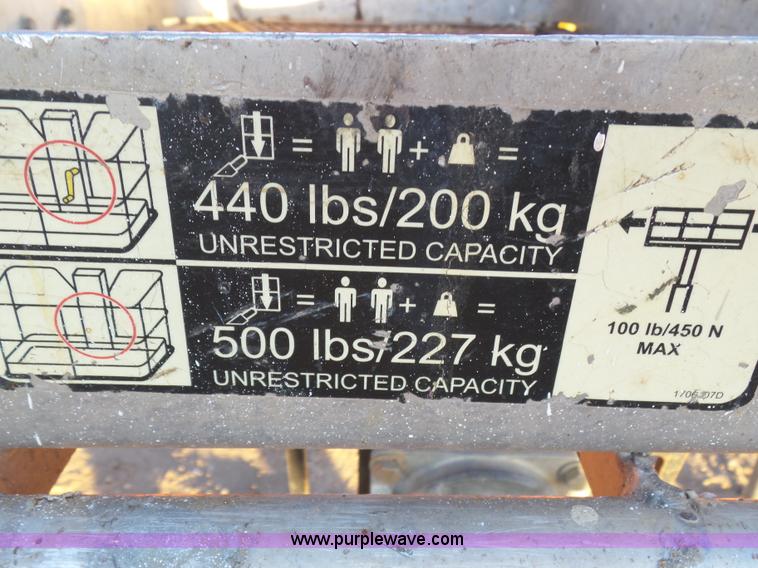 = + =
440 lbs/200 kg
UNRESTRICTED CAPACITY
= + =
500 lbs/227 kg
UNRESTRICTED CAPACITY
100 lb/450 N
MAX
www.purplewave.com